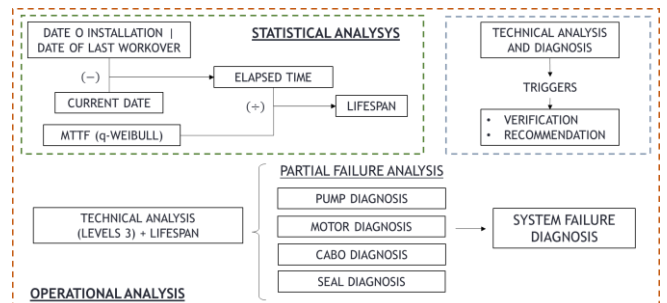 DATE O INSTALLATION |
DATE OF LAST WORKOVER
STATISTICAL ANALYSYS
(−)
ELAPSED TIME
CURRENT DATE
(÷)
LIFESPAN
MTTF (q-WEIBULL)
TECHNICAL ANALYSIS
AND DIAGNOSIS
TRIGGERS
• VERIFICATION
• RECOMMENDATION
PARTIAL FAILURE ANALYSIS
TECHNICAL ANALYSIS
(LEVELS 3) + LIFESPAN
PUMP DIAGNOSIS
MOTOR DIAGNOSIS
CABO DIAGNOSIS
SEAL DIAGNOSIS
SYSTEM FAILURE
DIAGNOSIS
OPERATIONAL ANALYSIS